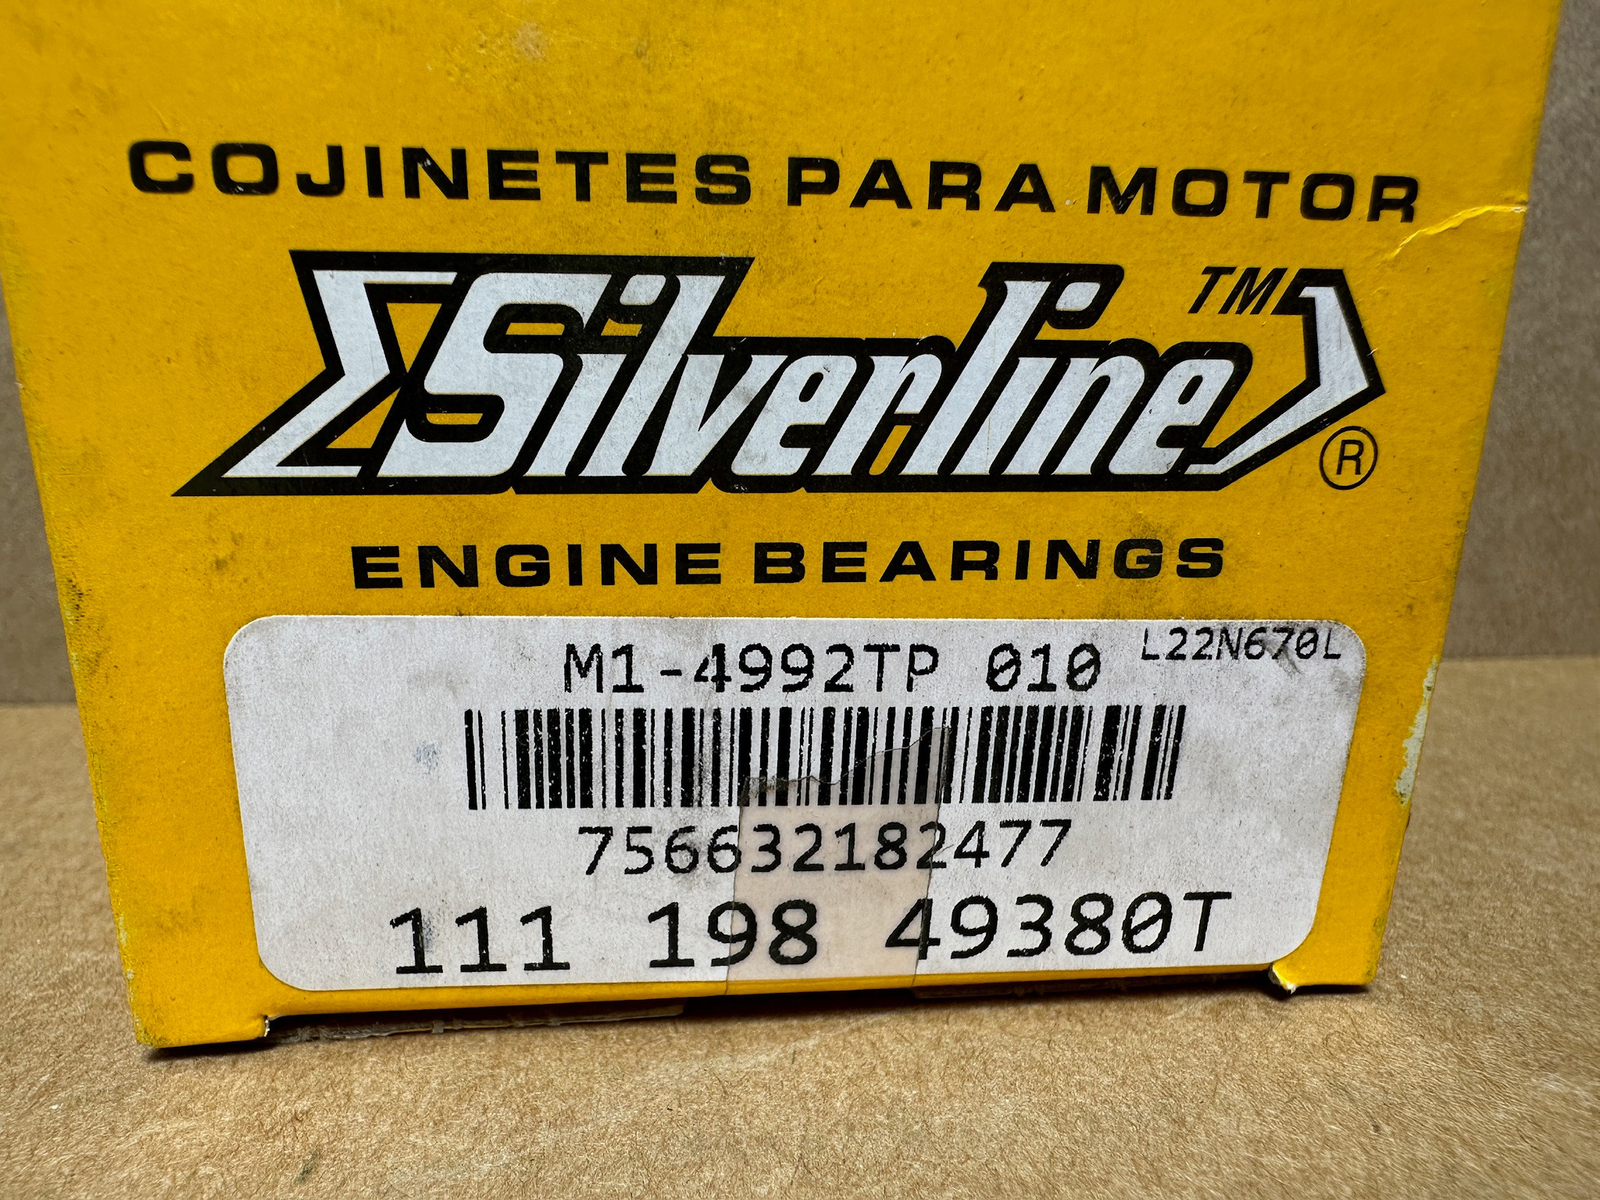 COJINETES PARA MOTOR
Silverline TM
®
ENGINE BEARINGS
M1-4992TP 010 L22N670L
756632182477
111 198 49380T